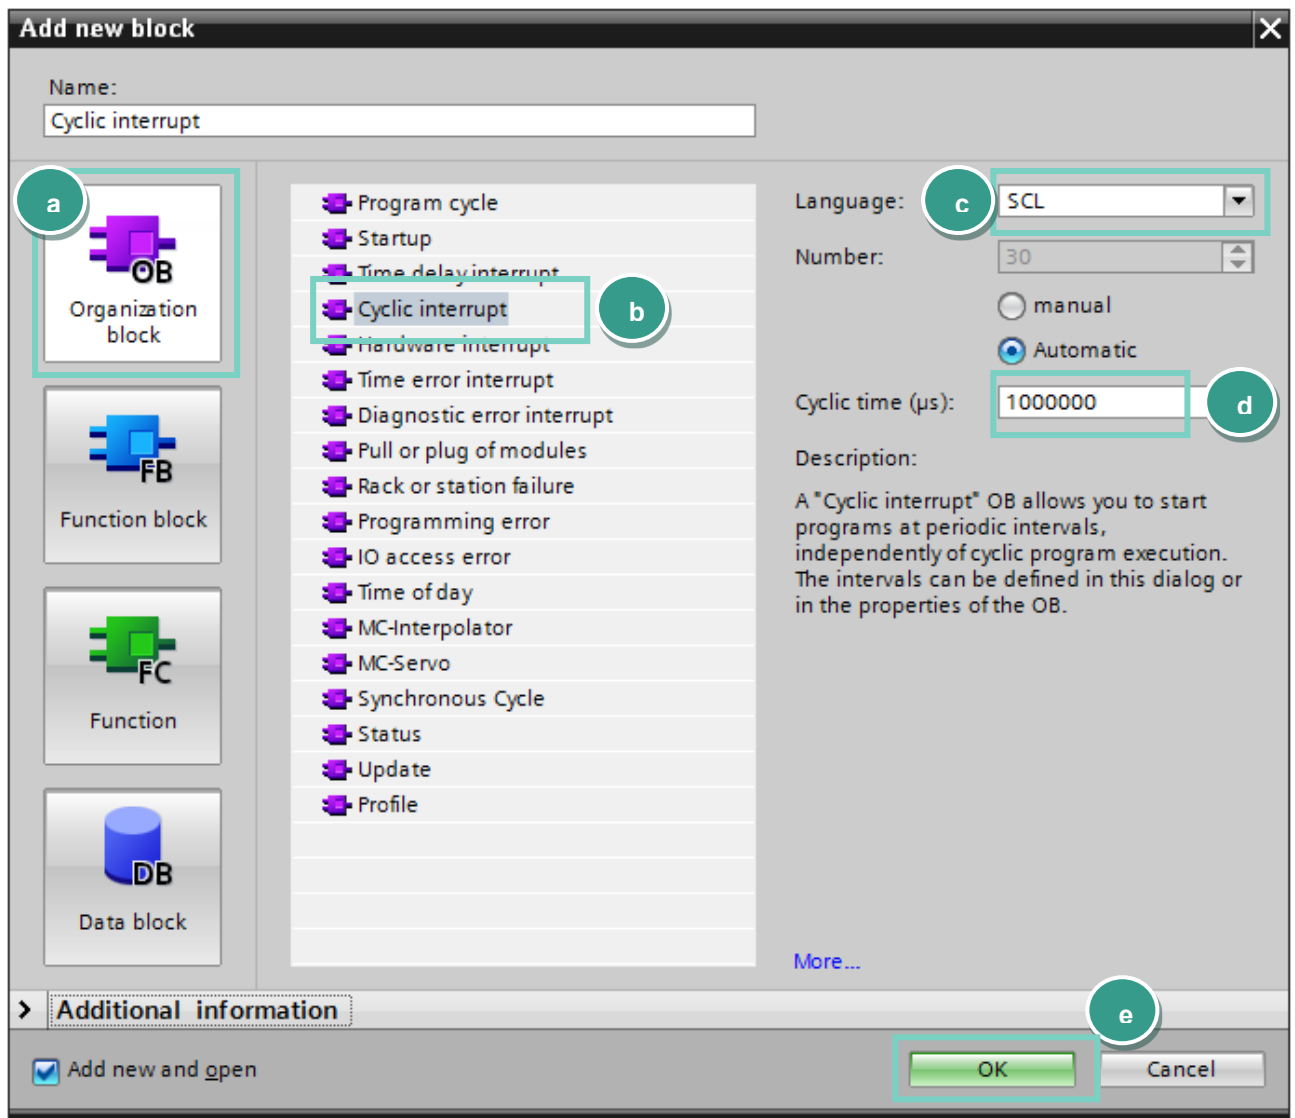 Add new block
Name:
Cyclic interrupt
a
OB
Organization
block
FB
Function block
FC
Function
DB
Data block
Program cycle
Startup
Time delay interrupt
Cyclic interrupt
b
Hardware interrupt
Time error interrupt
Diagnostic error interrupt
Pull or plug of modules
Rack or station failure
Programming error
IO access error
Time of day
MC-Interpolator
MC-Servo
Synchronous Cycle
Status
Update
Profile
Language:
c
SCL
Number:
30
manual
Automatic
Cyclic time (µs):
1000000
d
Description:
A "Cyclic interrupt" OB allows you to start
programs at periodic intervals,
independently of cyclic program execution.
The intervals can be defined in this dialog or
in the properties of the OB.
More...
> Additional information
e
Add new and open
OK
Cancel